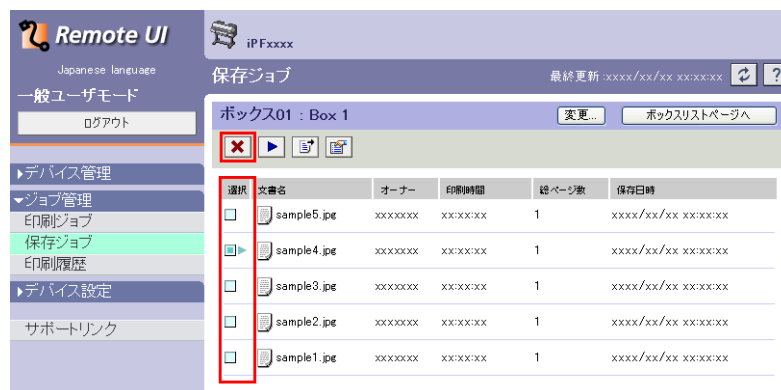 Remote UI
Japanese language
一般ユーザモード
ログアウト
▶デバイス管理
▼ジョブ管理
印刷ジョブ
保存ジョブ
印刷履歴
▶デバイス設定
サポートリンク
iPFxxxx
保存ジョブ 最終更新:xxxx/xx/xx xx:xx:xx ?
ボックス01 : Box 1 変更... ボックスリストページへ
選択 文書名 オーナー 印刷時間 総ページ数 保存日時
sample5.jpg xxxxxxx xx:xx:xx 1 xxxx/xx/xx xx:xx:xx
sample4.jpg xxxxxxx xx:xx:xx 1 xxxx/xx/xx xx:xx:xx
sample3.jpg xxxxxxx xx:xx:xx 1 xxxx/xx/xx xx:xx:xx
sample2.jpg xxxxxxx xx:xx:xx 1 xxxx/xx/xx xx:xx:xx
sample1.jpg xxxxxxx xx:xx:xx 1 xxxx/xx/xx xx:xx:xx